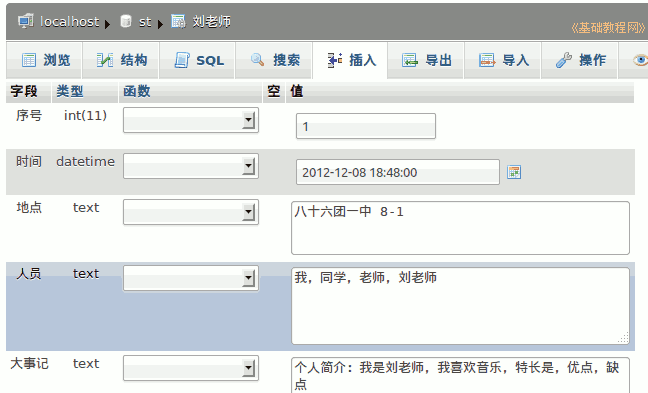 localhost st 刘老师
《基础教程网》
浏览 结构 SQL 搜索 插入 导出 导入 操作
字段 类型 函数 空 值
序号 int(11) 1
时间 datetime 2012-12-08 18:48:00
地点 text 八十六团一中 8-1
人员 text 我，同学，老师，刘老师
大事记 text 个人简介：我是刘老师，我喜欢音乐，特长是，优点，缺
点